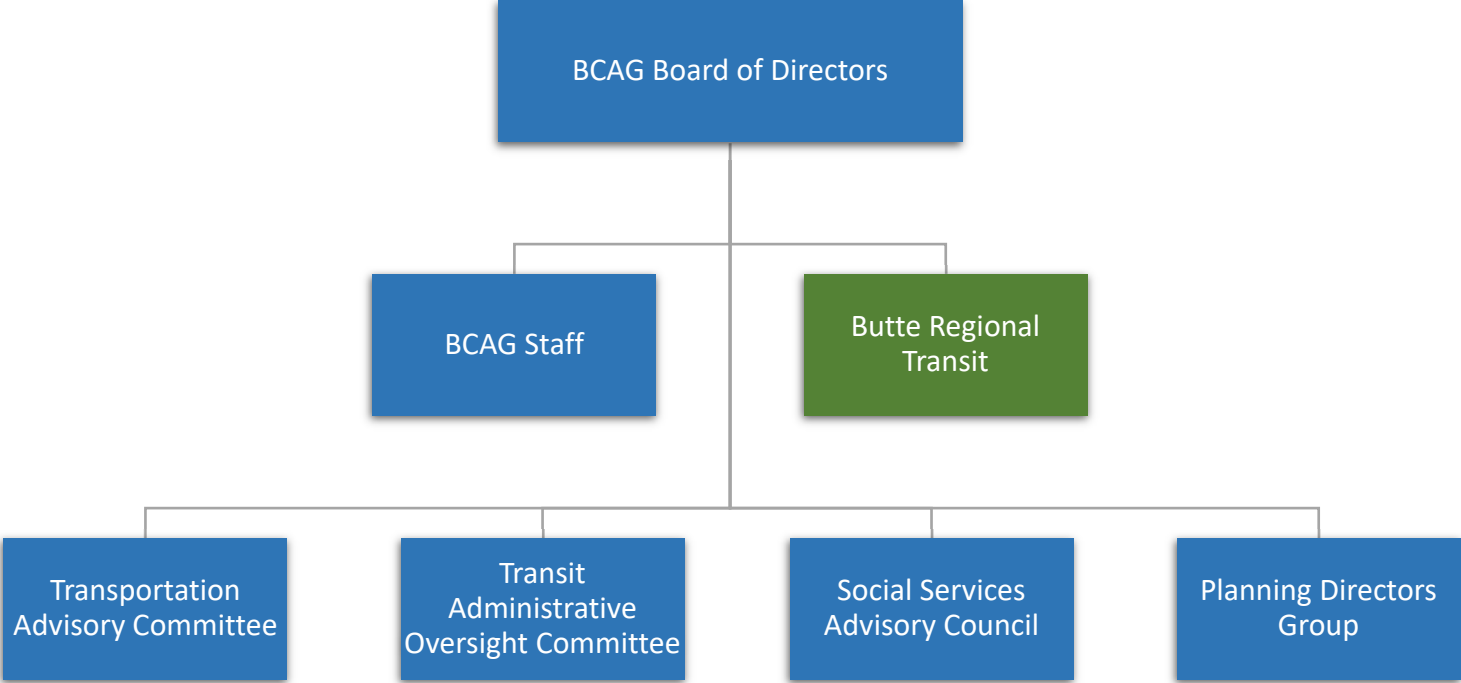 BCAG Board of Directors
BCAG Staff
Butte Regional
Transit
Transportation
Advisory Committee
Transit
Administrative
Oversight Committee
Social Services
Advisory Council
Planning Directors
Group